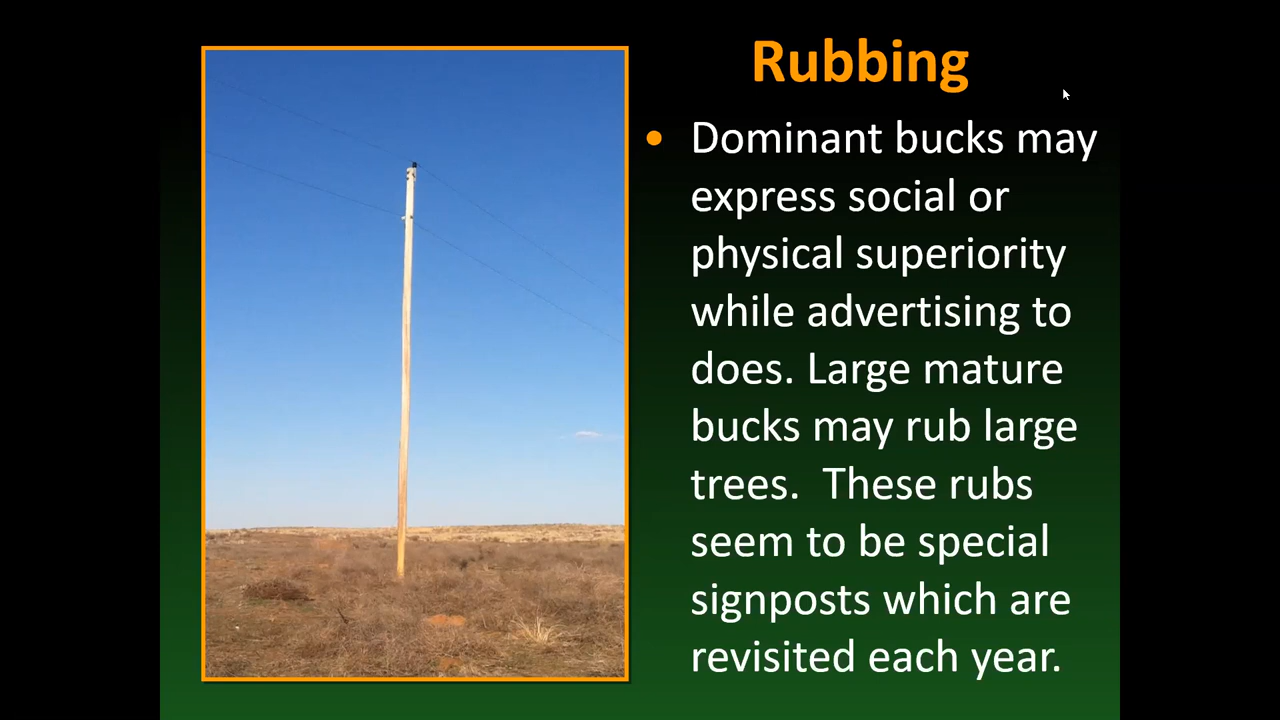 Rubbing
• Dominant bucks may
express social or
physical superiority
while advertising to
does. Large mature
bucks may rub large
trees.  These rubs
seem to be special
signposts which are
revisited each year.